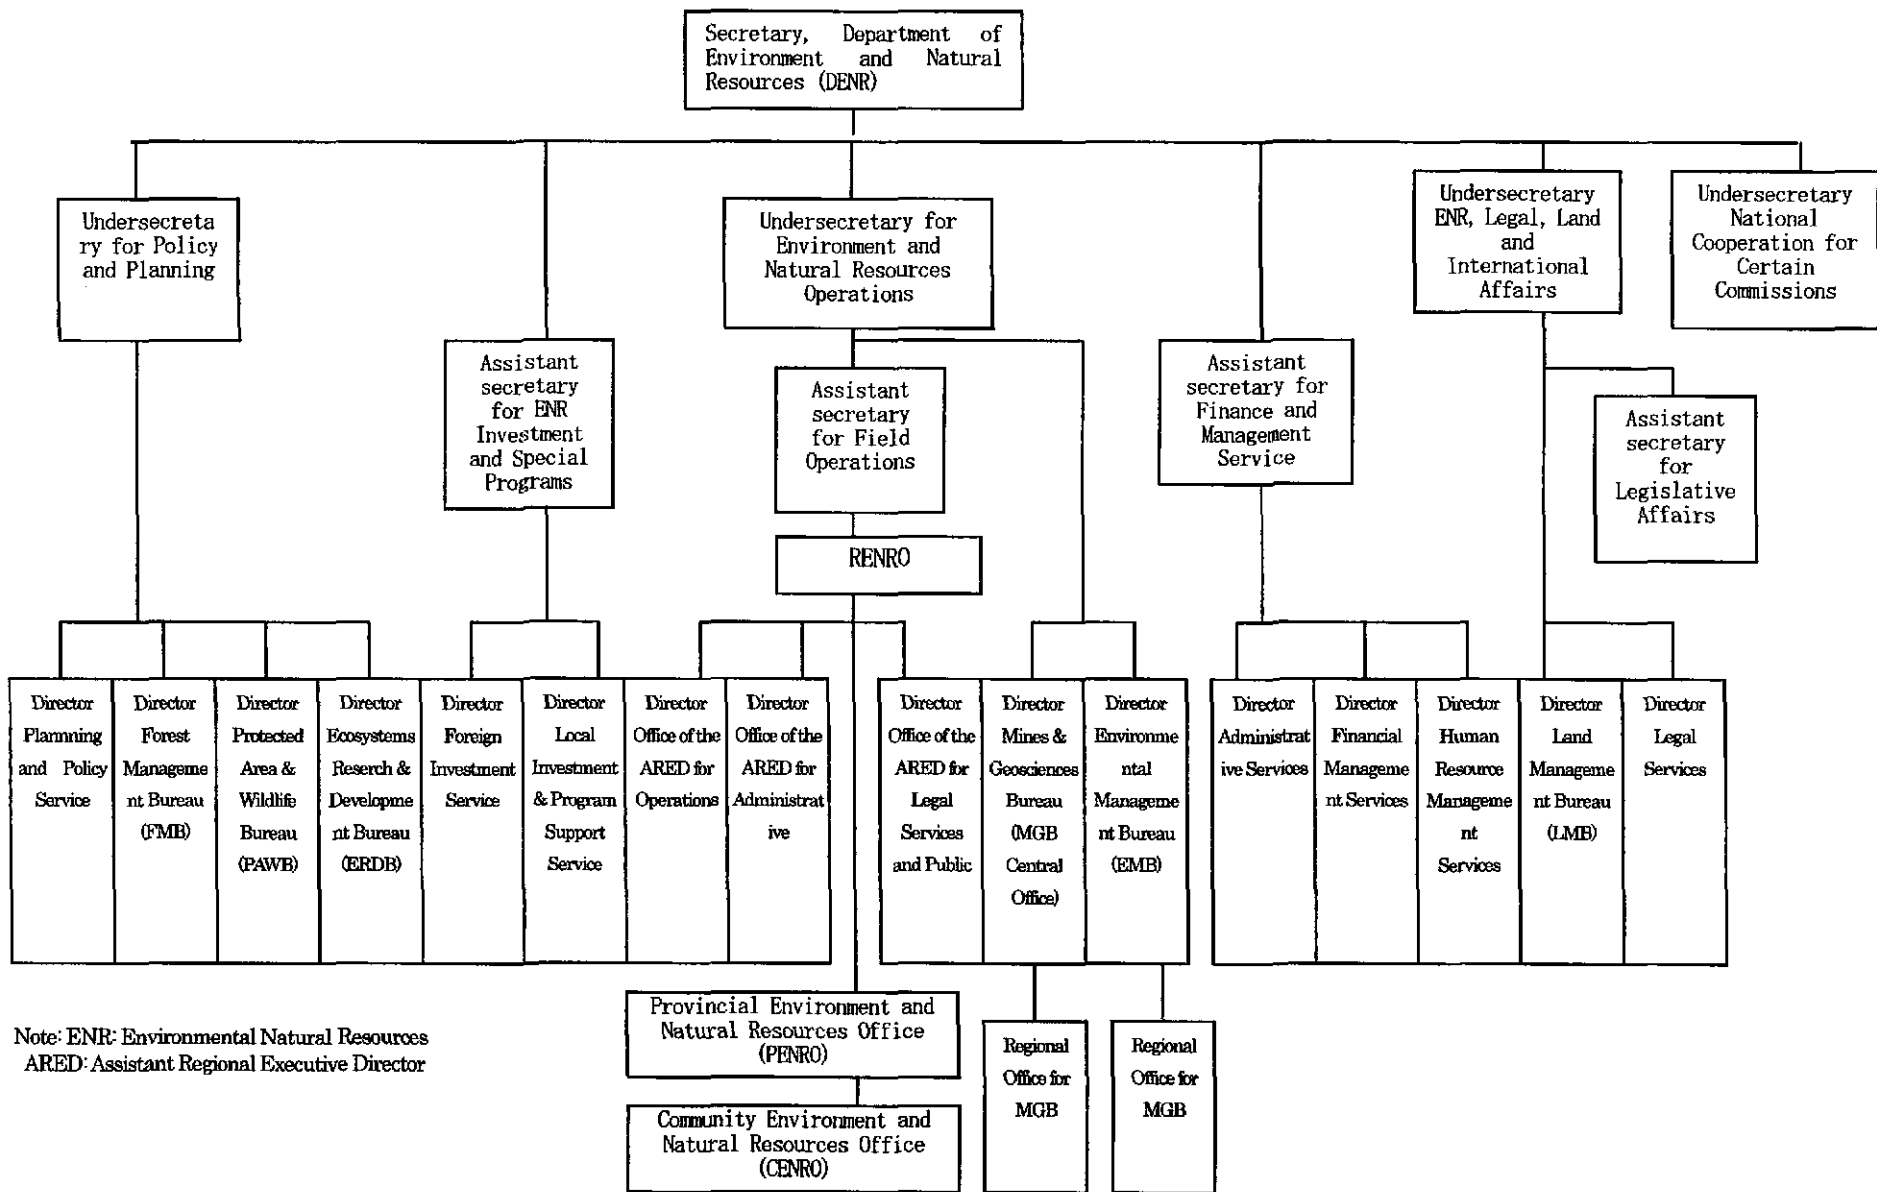 Secretary, Department of
Environment and Natural
Resources (DENR)
Undersecreta
ry for Policy
and Planning
Undersecretary for
Environment and
Natural Resources
Operations
Undersecretary
ENR, Legal, Land
and
International
Affairs
Undersecretary
National
Cooperation for
Certain
Commissions
Assistant
secretary
for ENR
Investment
and Special
Programs
Assistant
secretary
for Field
Operations
Assistant
secretary for
Finance and
Management
Service
Assistant
secretary
for
Legislative
Affairs
RENRO
Director
Plannning
and Policy
Service
Director
Forest
Manageme
nt Bureau
(FMB)
Director
Protected
Area &
Wildlife
Bureau
(PAWB)
Director
Ecosystems
Reserch &
Developme
nt Bureau
(ERDB)
Director
Foreign
Investment
Service
Director
Local
Investment
& Program
Support
Service
Director
Office of the
ARED for
Operations
Director
Office of the
ARED for
Administrat
ive
Director
Office of the
ARED for
Legal
Services
and Public
Director
Mines &
Geosciences
Bureau
(MGB
Central
Office)
Director
Environme
ntal
Manageme
nt Bureau
(EMB)
Director
Administrat
ive Services
Director
Financial
Manageme
nt Services
Director
Human
Resource
Manageme
nt
Services
Director
Land
Manageme
nt Bureau
(LMB)
Director
Legal
Services
Provincial Environment and
Natural Resources Office
(PENRO)
Community Environment and
Natural Resources Office
(CENRO)
Regional
Office for
MGB
Regional
Office for
MGB
Note: ENR: Environmental Natural Resources
ARED: Assistant Regional Executive Director